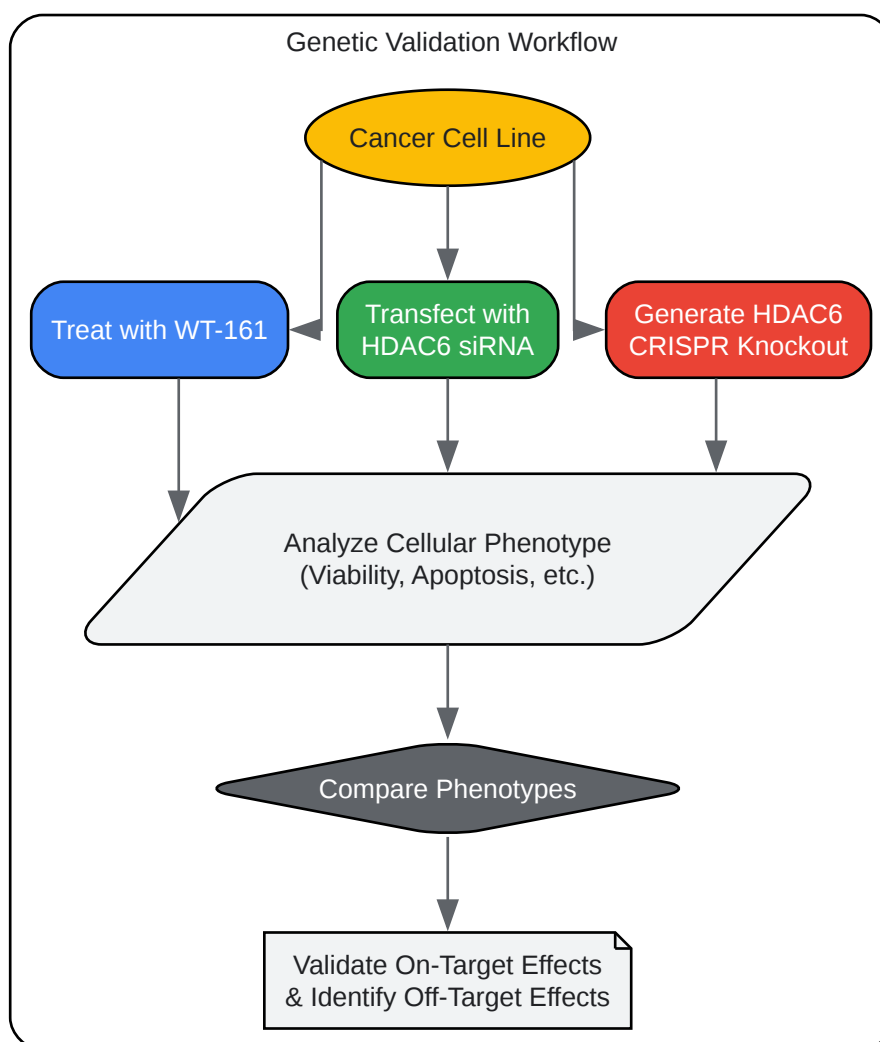 Genetic Validation Workflow
Cancer Cell Line
Treat with WT-161
Transfect with
HDAC6 siRNA
Generate HDAC6
CRISPR Knockout
Analyze Cellular Phenotype
(Viability, Apoptosis, etc.)
Compare Phenotypes
Validate On-Target Effects
& Identify Off-Target Effects